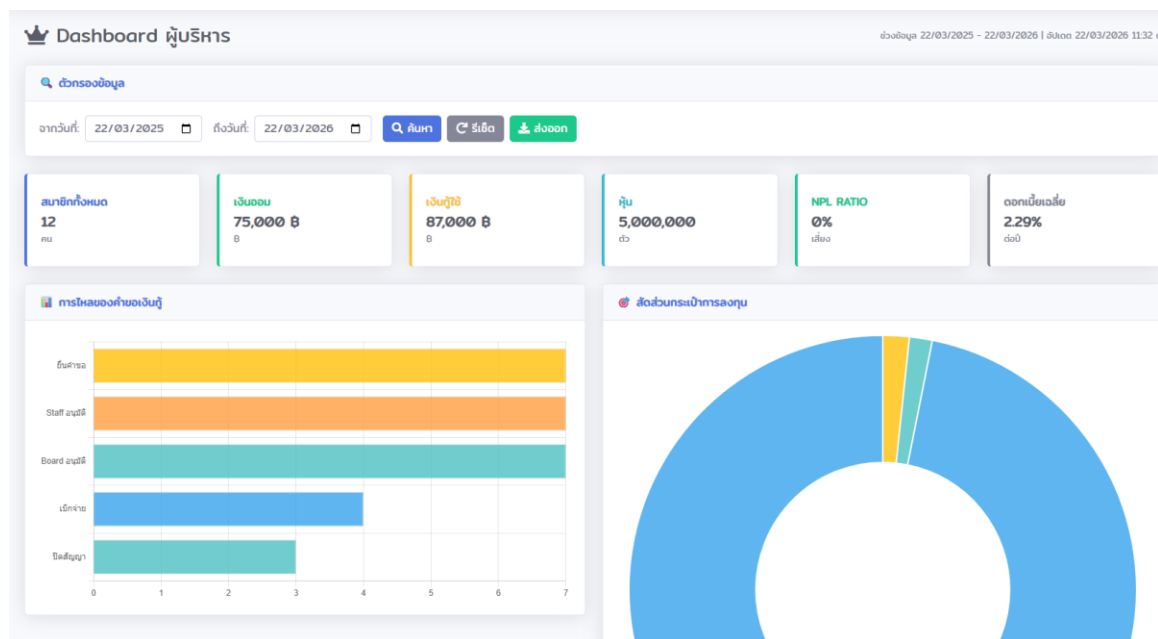 Dashboard ผู้บริหาร
ช่วงข้อมูล 22/03/2025 - 22/03/2026 | อัปเดต 22/03/2026 11:32
ตัวกรองข้อมูล
จากวันที่: 22/03/2025 ถึงวันที่: 22/03/2026 ค้นหา รีเซ็ต ส่งออก
สมาชิกทั้งหมด
12
คน
เงินออม
75,000 ฿
฿
เงินกู้ใช้
87,000 ฿
฿
หุ้น
5,000,000
ตัว
NPL RATIO
0%
เสี่ยง
ดอกเบี้ยเฉลี่ย
2.29%
ต่อปี
การไหลของคำขอเงินกู้
ยื่นคำขอ
Staff อนุมัติ
Board อนุมัติ
เบิกจ่าย
ปิดสัญญา
0 1 2 3 4 5 6 7
สัดส่วนกระเป๋าการลงทุน